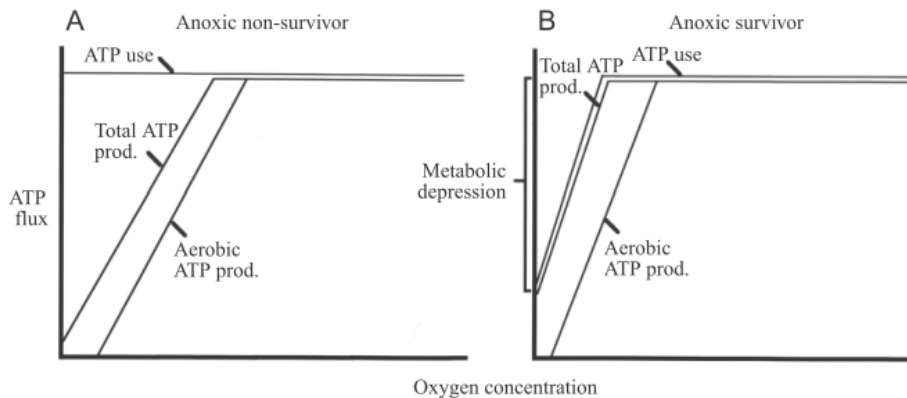 A
Anoxic non-survivor
ATP use
Total ATP
prod.
ATP
flux
Aerobic
ATP prod.
B
Anoxic survivor
ATP use
Total ATP
prod.
Metabolic
depression
Aerobic
ATP prod.
Oxygen concentration